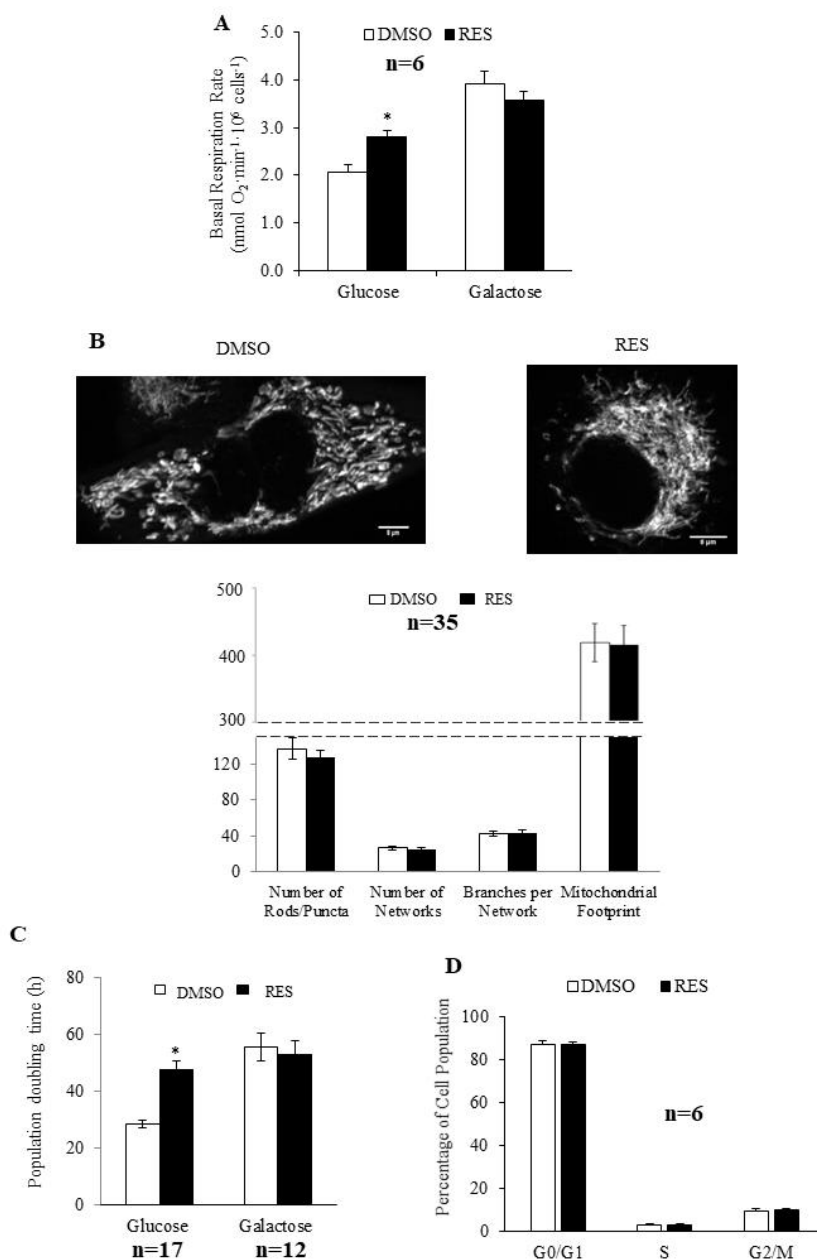 A
DMSO RES
n=6
*
5.0
4.0
3.0
2.0
1.0
0.0
Basal Respiration Rate
(nmol O₂·min⁻¹·10⁶ cells⁻¹)
Glucose Galactose
B
DMSO RES
8 µm 8 µm
DMSO RES
n=35
500
400
300
120
80
40
0
Number of Rods/Puncta
Number of Networks
Branches per Network
Mitochondrial Footprint
C
DMSO RES
*
80
60
40
20
0
Population doubling time (h)
Glucose Galactose
n=17 n=12
D
DMSO RES
n=6
100
80
60
40
20
0
Percentage of Cell Population
G0/G1 S G2/M